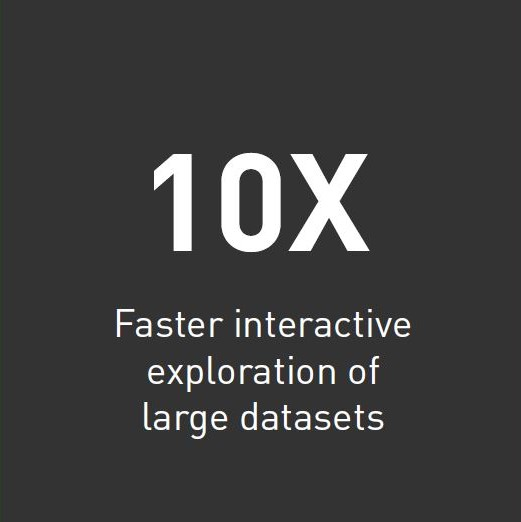 10X
Faster interactive
exploration of
large datasets